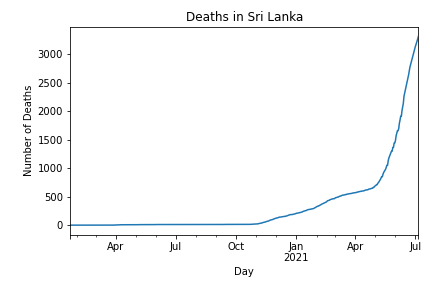 Deaths in Sri Lanka
Number of Deaths
3000
2500
2000
1500
1000
500
0
Apr
Jul
Oct
Jan
2021
Apr
Jul
Day